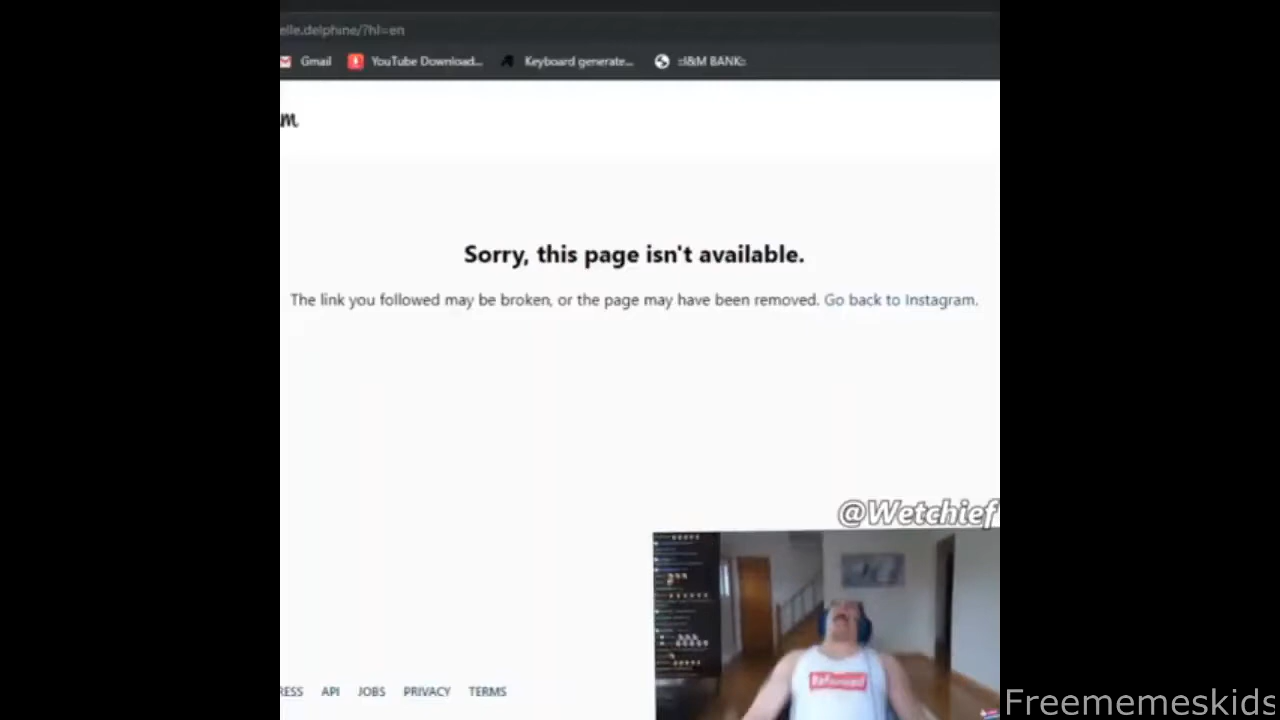 elle.delphine/?hl=en
Gmail YouTube Download... Keyboard generate... ::I&M BANK::
m
Sorry, this page isn't available.
The link you followed may be broken, or the page may have been removed. Go back to Instagram.
@Wetchief
RESS API JOBS PRIVACY TERMS
Freememeskids